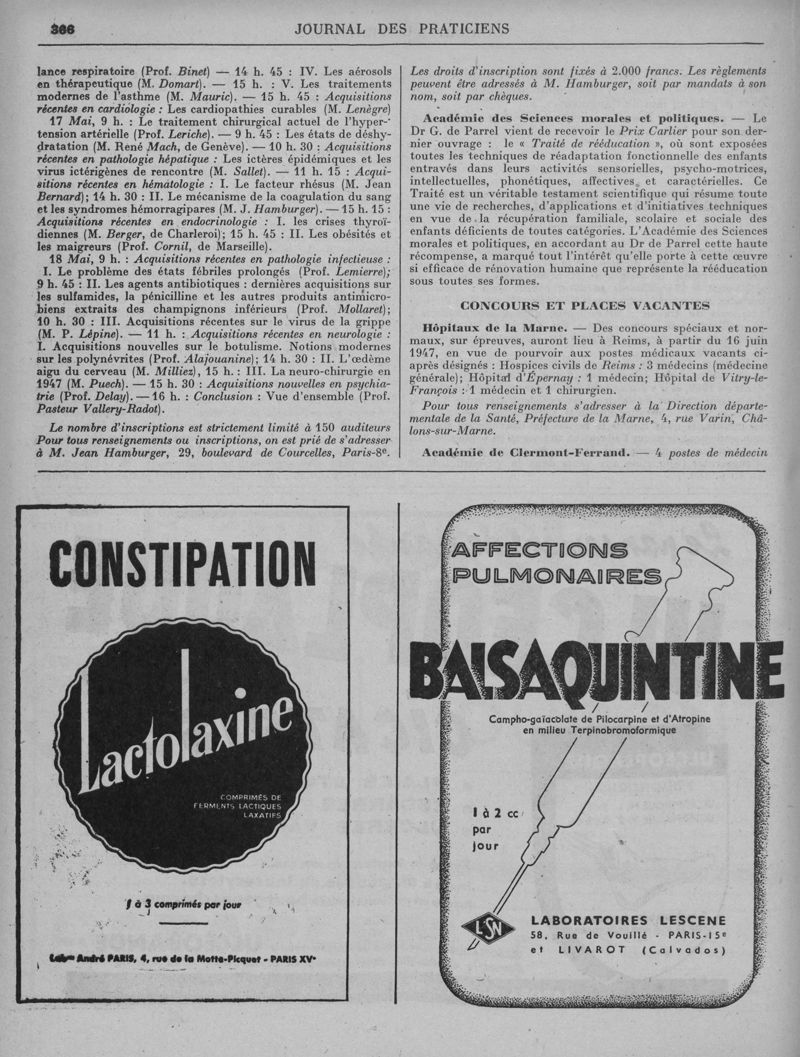 366
JOURNAL DES PRATICIENS
lance respiratoire (Prof. Binet) — 14 h. 45 : IV. Les aérosols
en thérapeutique (M. Domart). — 15 h. : V. Les traitements
modernes de l'asthme (M. Mauric). — 15 h. 45 : Acquisitions
récentes en cardiologie : Les cardiopathies curables (M. Lenègre)
17 Mai, 9 h. : Le traitement chirurgical actuel de l'hyper-
tension artérielle (Prof. Leriche). — 9 h. 45 : Les états de déshy-
dratation (M. René Mach, de Genève). — 10 h. 30 : Acquisitions
récentes en pathologie hépatique : Les ictères épidémiques et les
virus ictérigènes de rencontre (M. Sallet). — 11 h. 15 : Acqui-
sitions récentes en hématologie : I. Le facteur rhésus (M. Jean
Bernard); 14 h. 30 : II. Le mécanisme de la coagulation du sang
et les syndromes hémorragipares (M. J. Hamburger). — 15 h. 15 :
Acquisitions récentes en endocrinologie : I. les crises thyroï-
diennes (M. Berger, de Charleroi); 15 h. 45 : II. Les obésités et
les maigreurs (Prof. Cornil, de Marseille).
18 Mai, 9 h. : Acquisitions récentes en pathologie infectieuse :
I. Le problème des états fébriles prolongés (Prof. Lemierre);
9 h. 45 : II. Les agents antibiotiques : dernières acquisitions sur
les sulfamides, la pénicilline et les autres produits antimicro-
biens extraits des champignons inférieurs (Prof. Mollaret);
10 h. 30 : III. Acquisitions récentes sur le virus de la grippe
(M. P. Lépine). — 11 h. : Acquisitions récentes en neurologie :
I. Acquisitions nouvelles sur le botulisme. Notions modernes
sur les polynévrites (Prof. Alajouanine); 14 h. 30 : II. L'œdème
aigu du cerveau (M. Milliez), 15 h. : III. La neuro-chirurgie en
1947 (M. Puech). — 15 h. 30 : Acquisitions nouvelles en psychia-
trie (Prof. Delay). — 16 h. : Conclusion : Vue d'ensemble (Prof.
Pasteur Vallery-Radot).
Le nombre d'inscriptions est strictement limité à 150 auditeurs
Pour tous renseignements ou inscriptions, on est prié de s'adresser
à M. Jean Hamburger, 29, boulevard de Courcelles, Paris-8e.
Les droits d'inscription sont fixés à 2.000 francs. Les règlements
peuvent être adressés à M. Hamburger, soit par mandats à son
nom, soit par chèques.
Académie des Sciences morales et politiques. — Le
Dr G. de Parrel vient de recevoir le Prix Carlier pour son der-
nier ouvrage : le « Traité de rééducation », où sont exposées
toutes les techniques de réadaptation fonctionnelle des enfants
entravés dans leurs activités sensorielles, psycho-motrices,
intellectuelles, phonétiques, affectives et caractérielles. Ce
Traité est un véritable testament scientifique qui résume toute
une vie de recherches, d'applications et d'initiatives techniques
en vue de la récupération familiale, scolaire et sociale des
enfants déficients de toutes catégories. L'Académie des Sciences
morales et politiques, en accordant au Dr de Parrel cette haute
récompense, a marqué tout l'intérêt qu'elle porte à cette œuvre
si efficace de rénovation humaine que représente la rééducation
sous toutes ses formes.
CONCOURS ET PLACES VACANTES
Hôpitaux de la Marne. — Des concours spéciaux et nor-
maux, sur épreuves, auront lieu à Reims, à partir du 16 juin
1947, en vue de pourvoir aux postes médicaux vacants ci-
après désignés : Hospices civils de Reims : 3 médecins (médecine
générale); Hôpital d'Épernay : 1 médecin; Hôpital de Vitry-le-
François : 1 médecin et 1 chirurgien.
Pour tous renseignements s'adresser à la Direction départe-
mentale de la Santé, Préfecture de la Marne, 4, rue Varin, Châ-
lons-sur-Marne.
Académie de Clermont-Ferrand. — 4 postes de médecin
CONSTIPATION
Lactolaxine
COMPRIMÉS DE
FERMENTS LACTIQUES
LAXATIFS
1 à 3 comprimés par jour
Labres André PARIS, 4, rue de la Motte-Picquet - PARIS XVe
AFFECTIONS
PULMONAIRES
BALSAQUINTINE
Campho-gaïacolate de Pilocarpine et d'Atropine
en milieu Terpinobromoformique
1 à 2 cc
par
jour
LSN
LABORATOIRES LESCÈNE
58, Rue de Vouillé - PARIS-15e
et LIVAROT (Calvados)